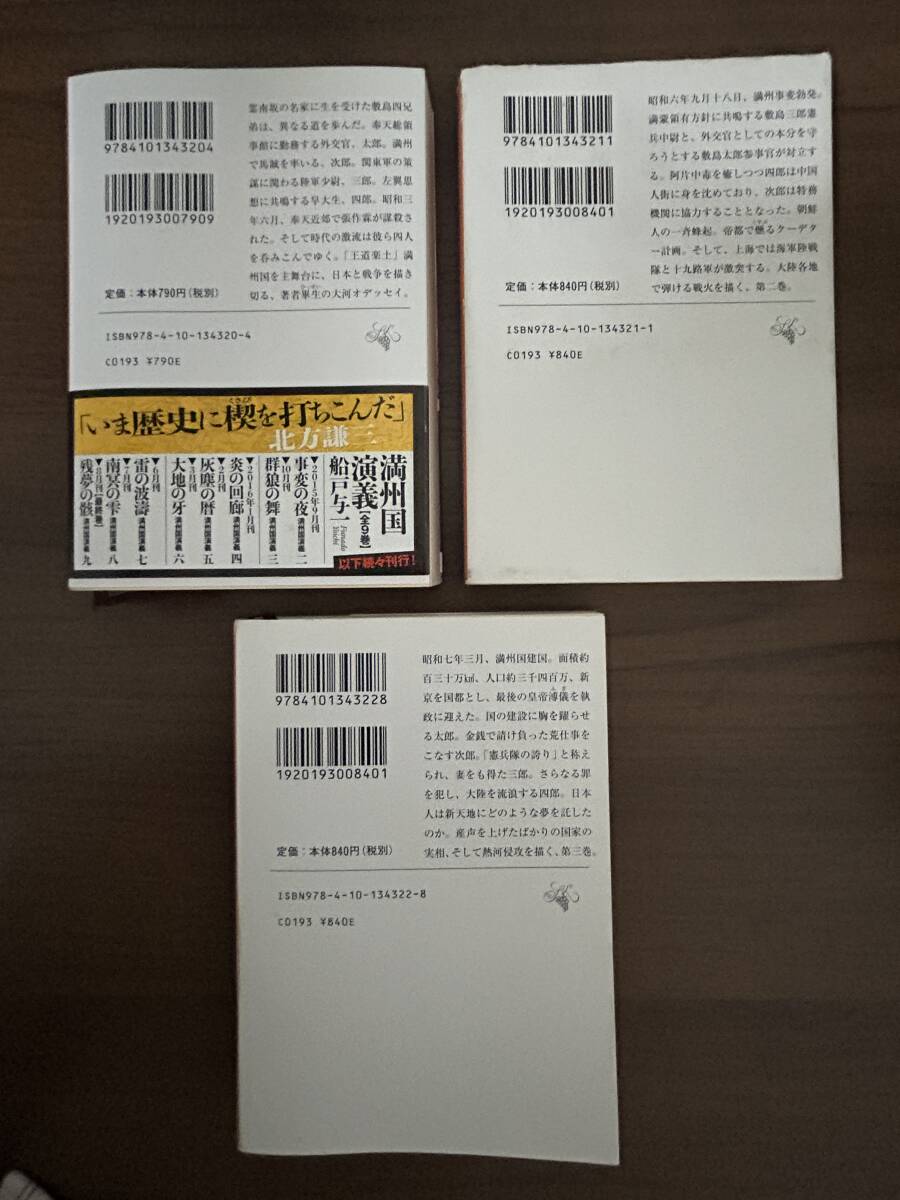 9784101343204
1920193007909
定価：本体790円（税別）
霊南坂の名家に生を受けた敷島四兄
弟は、異なる道を歩んだ。奉天総領
事館に勤務する外交官、太郎。満州
で馬賊を率いる、次郎。関東軍の策
謀に関わる陸軍少尉、三郎。左翼思
想に共鳴する早大生、四郎。昭和三
年六月、奉天近郊で張作霖が謀殺さ
れた。そして時代の激流は彼ら四人
を呑みこんでゆく。「王道楽土」満
州国を主舞台に、日本と戦争を描き
切る、著者畢生の大河オデッセイ。
ISBN978-4-10-134320-4
C0193 ¥790E
「いま歴史に楔を打ちこんだ」
くさび
北方謙三
満州国
演義［全9巻］
船戸与一
Funado Yoichi
▼2015年9月刊
事変の夜 満州国演義 二
▼10月刊
群狼の舞 満州国演義 三
▼2016年1月刊
炎の回廊 満州国演義 四
▼2月刊
灰塵の暦 満州国演義 五
▼3月刊
大地の牙 満州国演義 六
▼6月刊
雷の波濤 満州国演義 七
▼7月刊
南冥の雫 満州国演義 八
▼8月刊［最終巻］
残夢の骸 満州国演義 九
以下続々刊行！
9784101343211
1920193008401
定価：本体840円（税別）
昭和六年九月十八日、満州事変勃発。
満蒙領有方針に共鳴する敷島三郎憲
兵中尉と、外交官としての本分を守
ろうとする敷島太郎参事官が対立す
る。阿片中毒を癒しつつ四郎は中国
人街に身を沈めており、次郎は特務
機関に協力することとなった。朝鮮
人の一斉蜂起。帝都で燻るクーデタ
ー計画。そして、上海では海軍陸戦
隊と十九路軍が激突する。大陸各地
で弾ける戦火を描く、第二巻。
ISBN978-4-10-134321-1
C0193 ¥840E
9784101343228
1920193008401
定価：本体840円（税別）
昭和七年三月、満州国建国。面積約
百三十万㎢、人口約三千四百万、新
京を国都とし、最後の皇帝溥儀を執
政に迎えた。国の建設に胸を躍らせ
る太郎。金銭で請け負った荒仕事を
こなす次郎。「憲兵隊の誇り」と称え
られ、妻をも得た三郎。さらなる罪
を犯し、大陸を流浪する四郎。日本
人は新天地にどのような夢を託した
のか。産声を上げたばかりの国家の
実相、そして熱河侵攻を描く、第三巻。
ISBN978-4-10-134322-8
C0193 ¥840E